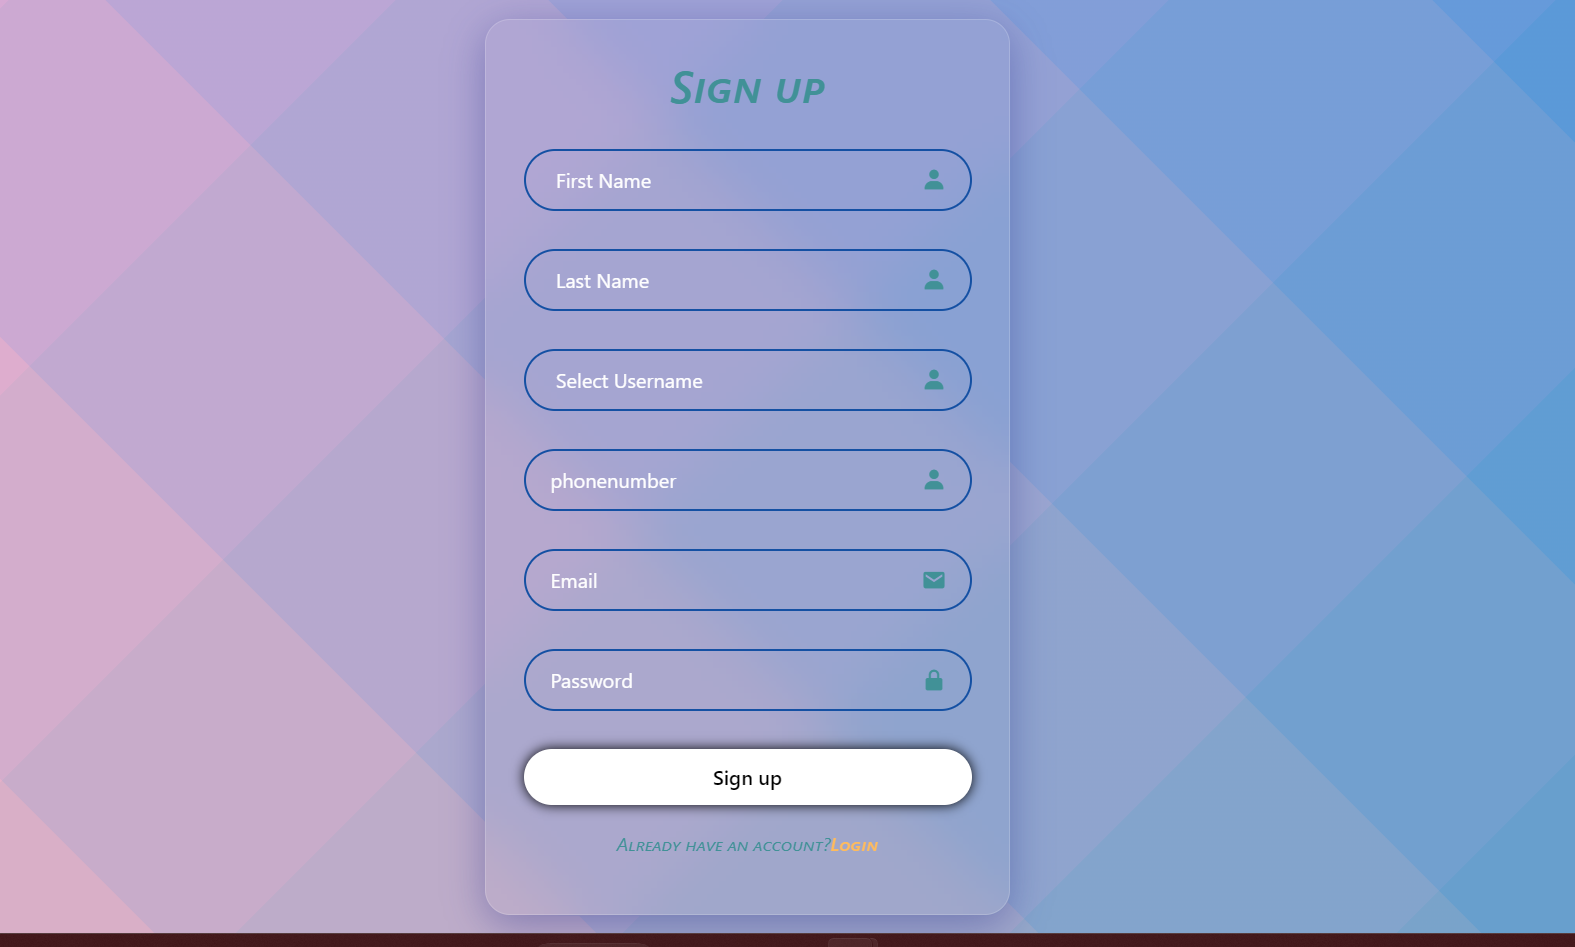 Sign up
First Name
Last Name
Select Username
phonenumber
Email
Password
Sign up
Already have an account?Login